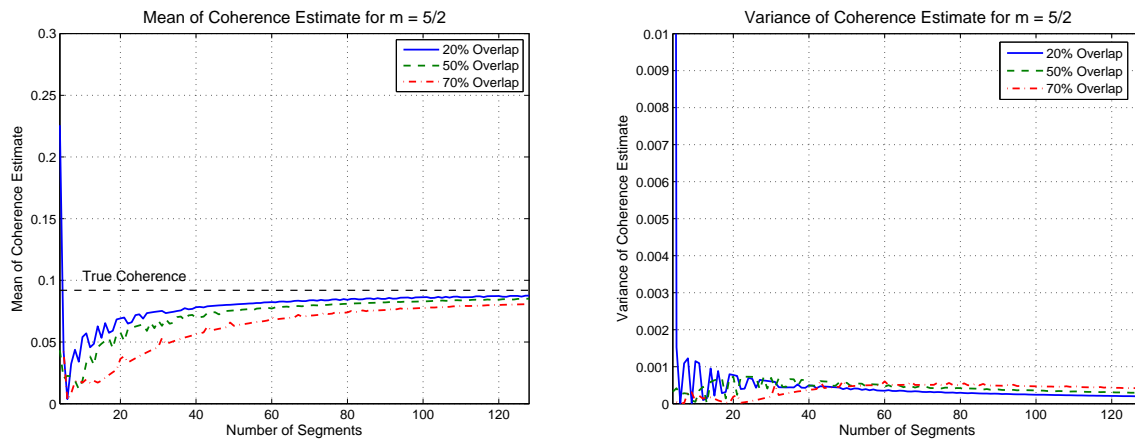 Mean of Coherence Estimate for m = 5/2
0.3
0.25
0.2
0.15
0.1
0.05
0
Mean of Coherence Estimate
20% Overlap
50% Overlap
70% Overlap
True Coherence
20
40
60
80
100
120
Number of Segments
Variance of Coherence Estimate for m = 5/2
0.01
0.009
0.008
0.007
0.006
0.005
0.004
0.003
0.002
0.001
0
Variance of Coherence Estimate
20% Overlap
50% Overlap
70% Overlap
20
40
60
80
100
120
Number of Segments